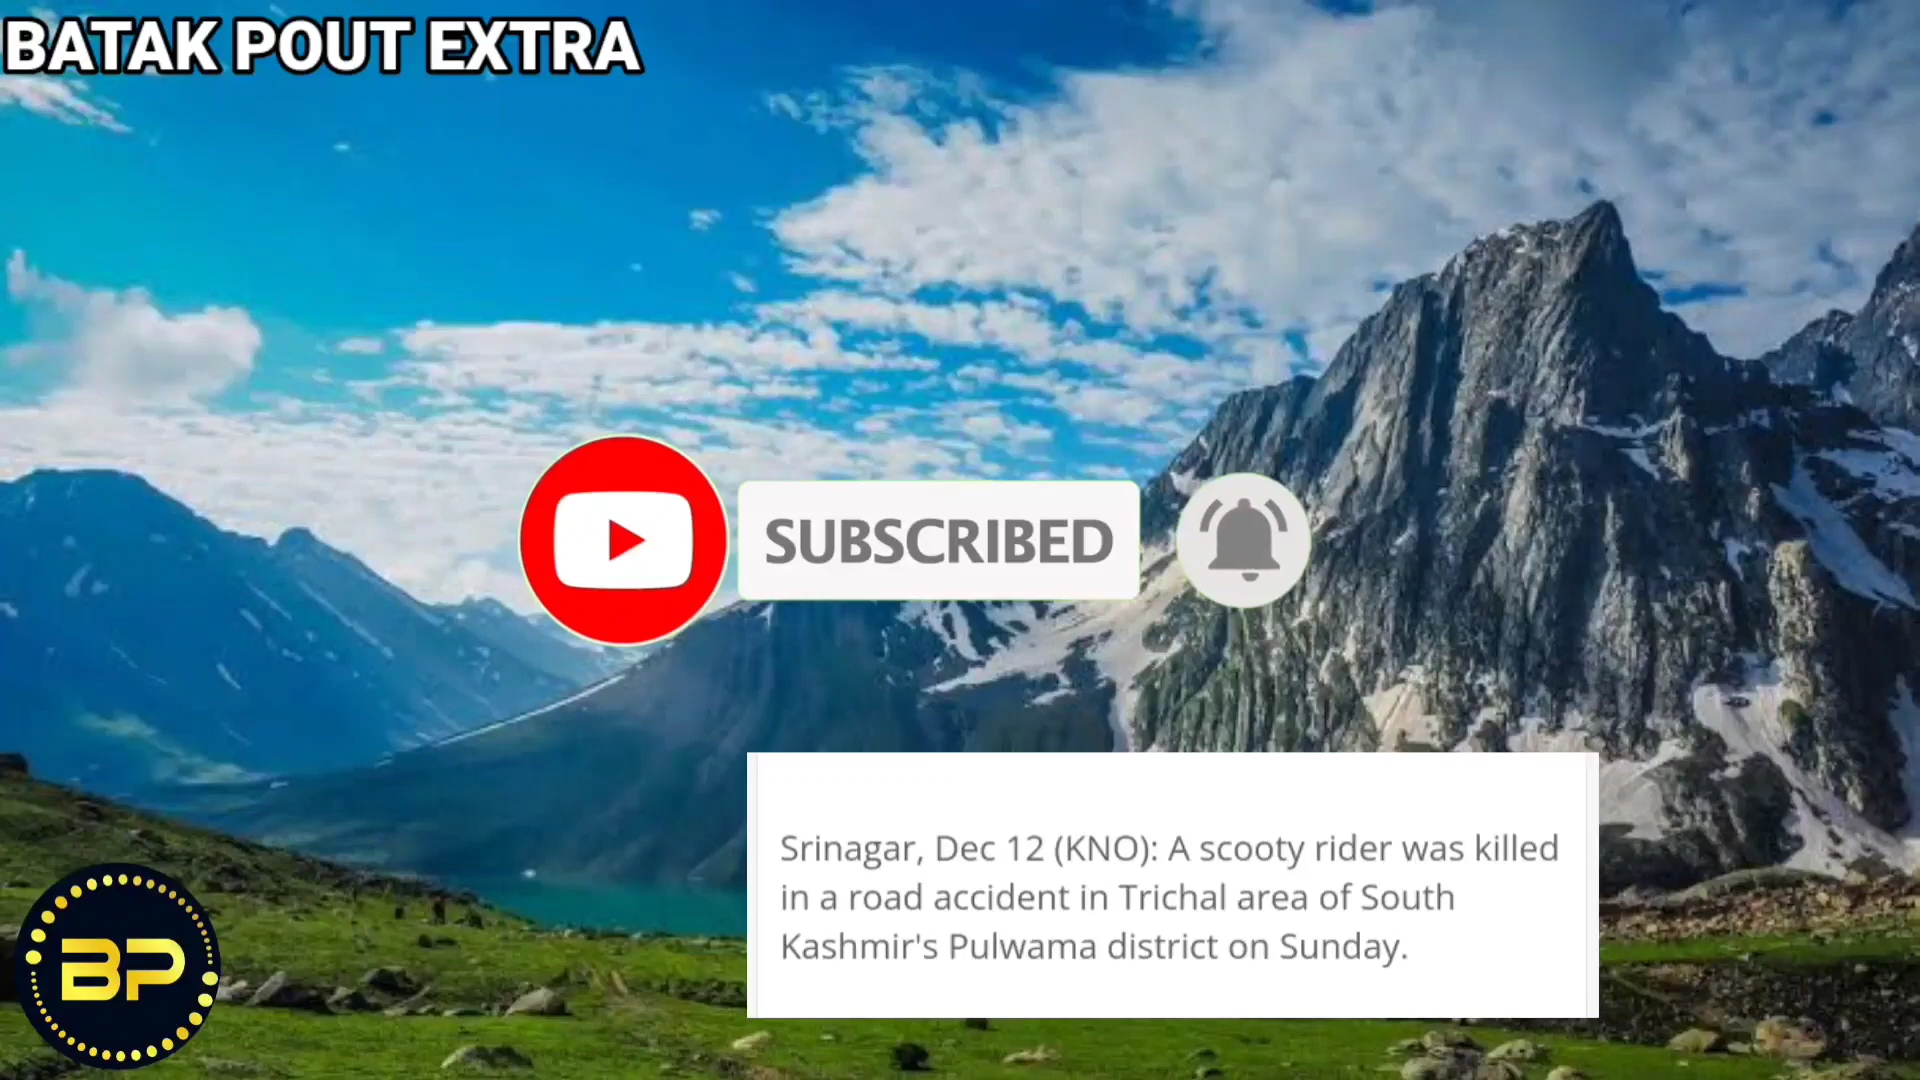 BATAK POUT EXTRA
SUBSCRIBED
Srinagar, Dec 12 (KNO): A scooty rider was killed
in a road accident in Trichal area of South
Kashmir's Pulwama district on Sunday.
BP